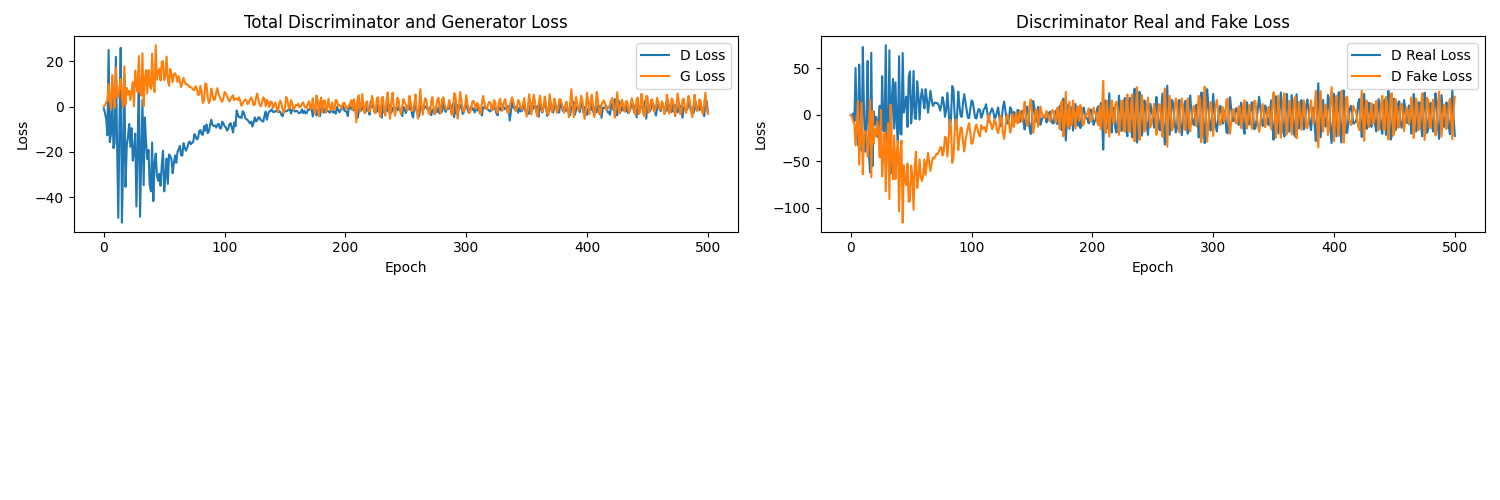 Total Discriminator and Generator Loss
Loss
20
0
−20
−40
D Loss
G Loss
0
100
200
300
400
500
Epoch
Discriminator Real and Fake Loss
Loss
50
0
−50
−100
D Real Loss
D Fake Loss
0
100
200
300
400
500
Epoch